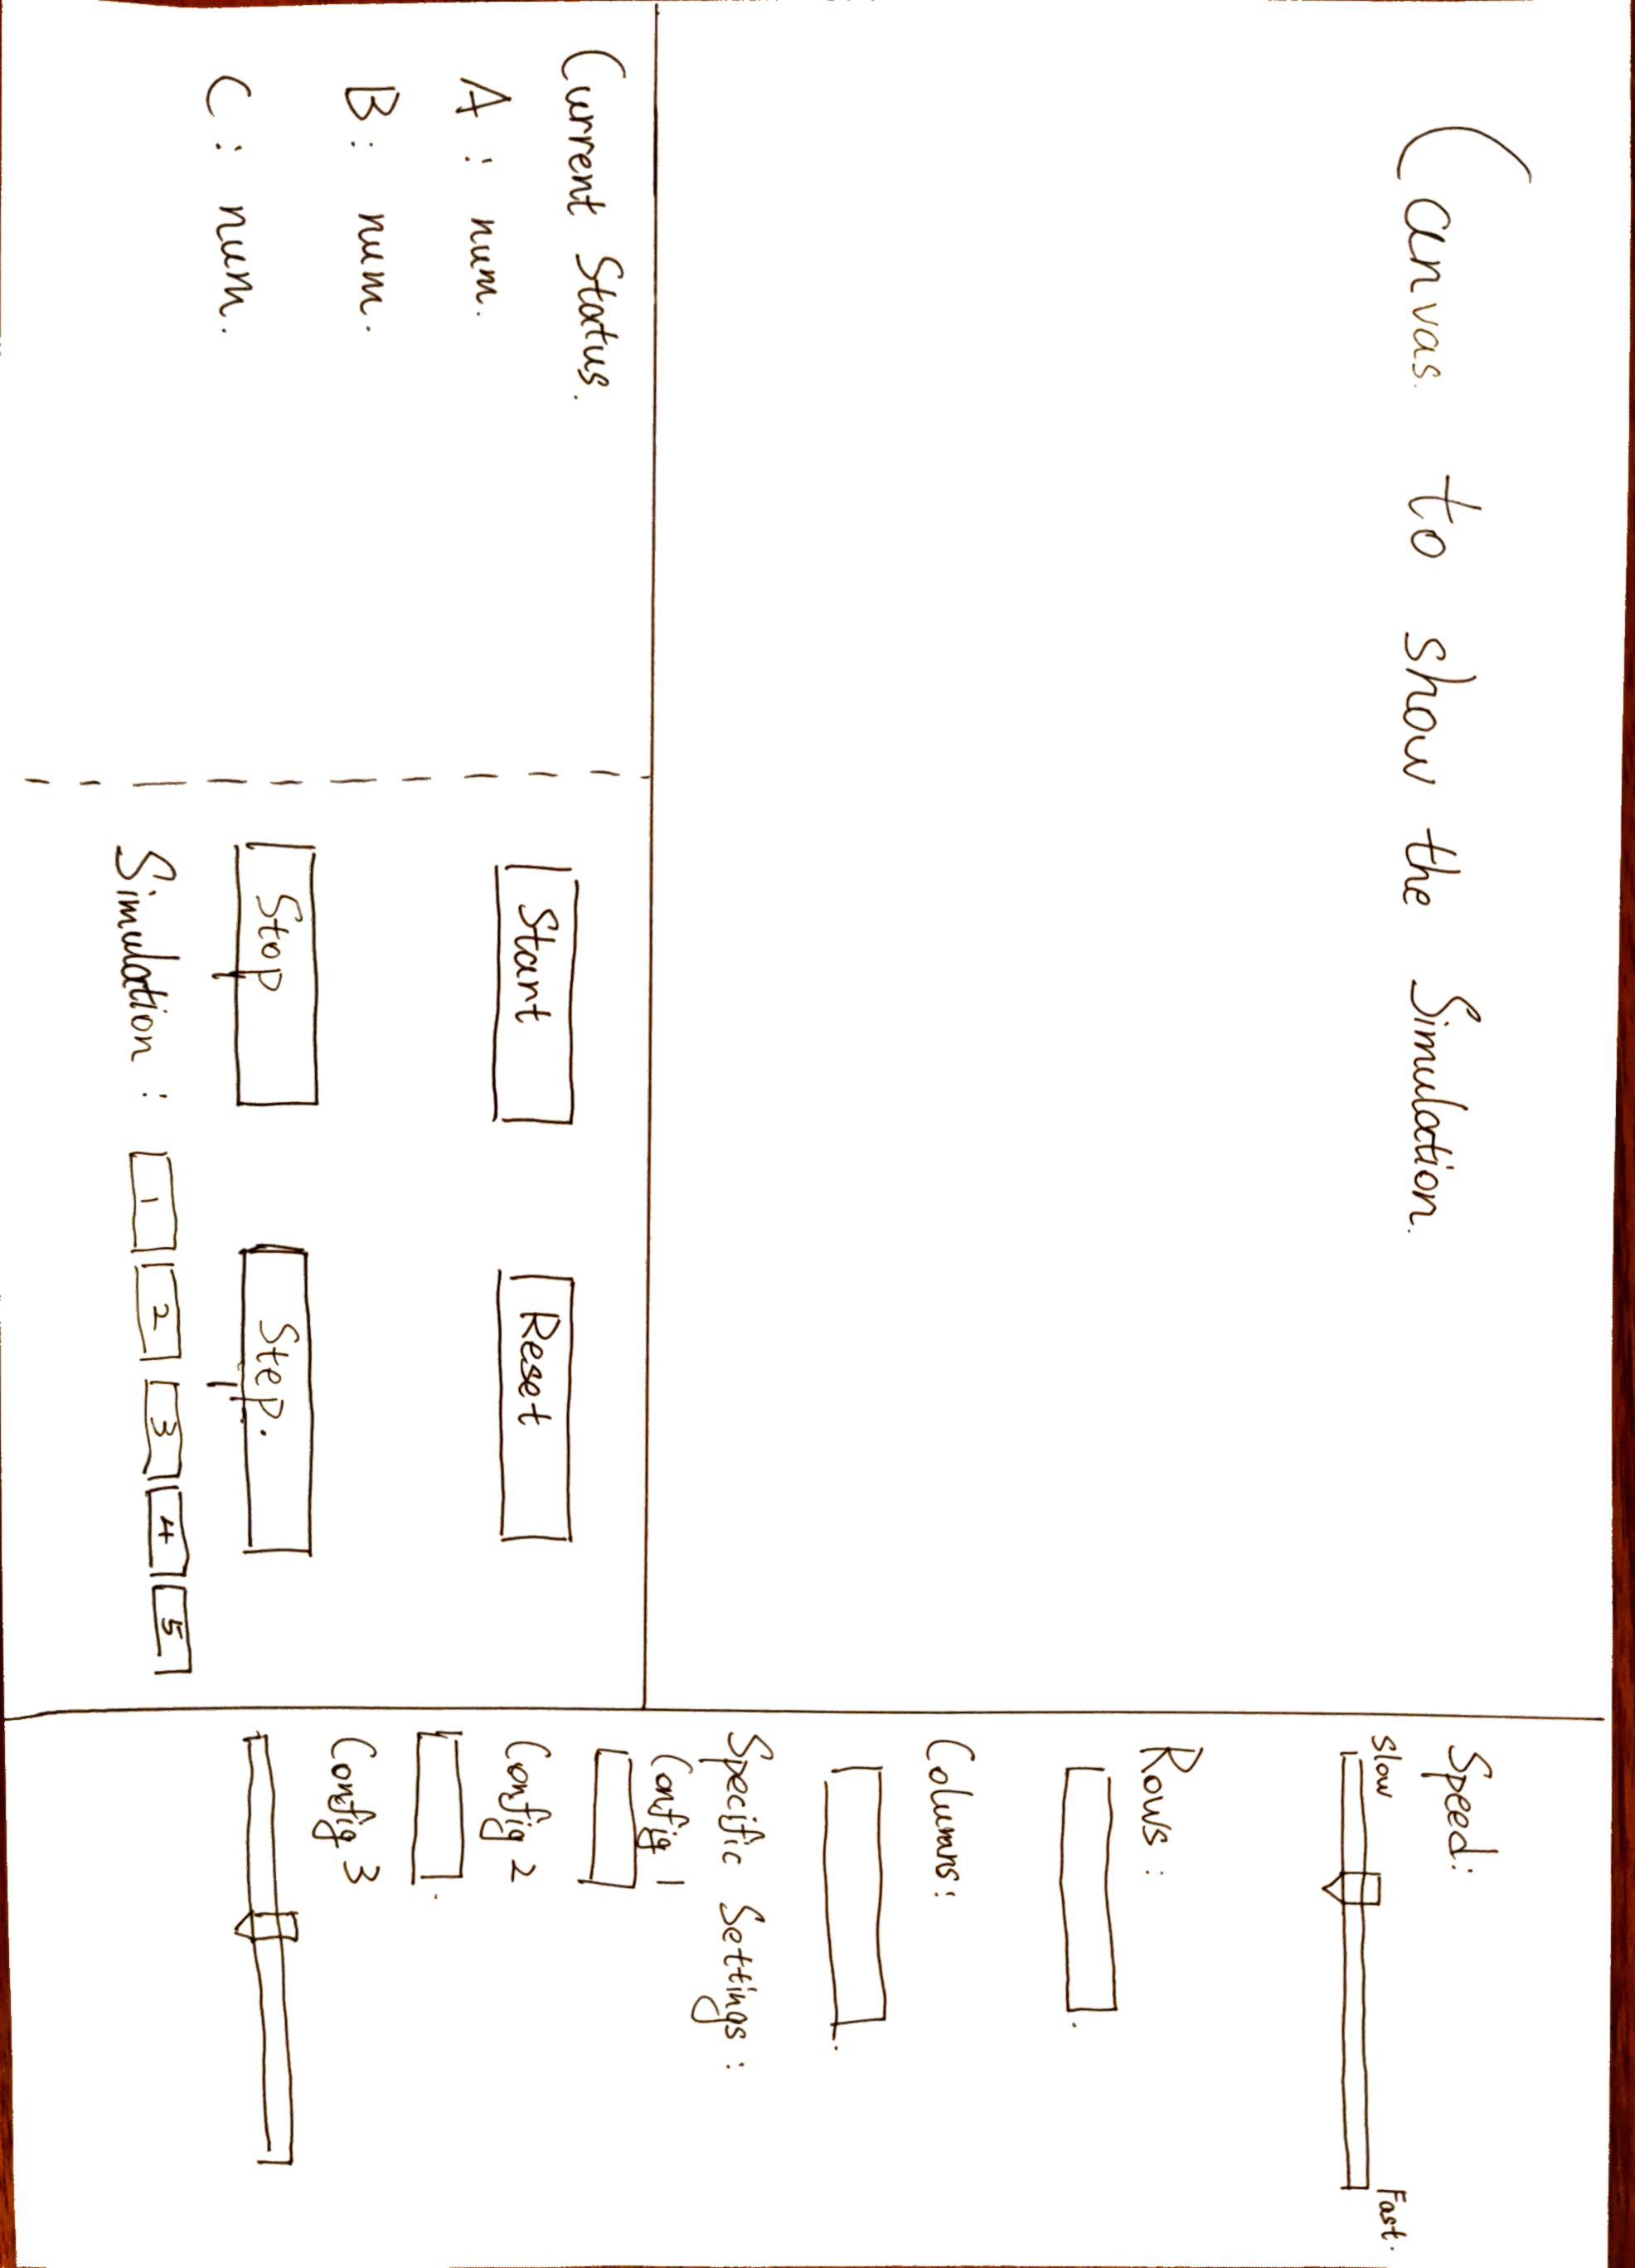 Canvas. to show the Simulation.
Current Status.
A : num.
B : num.
C : num.
Start
Reset
Stop
Step.
Simulation : 1 2 3 4 5
Speed:
Slow Fast.
Rows :
Columns:
Specific Settings :
Config 1
Config 2
Config 3